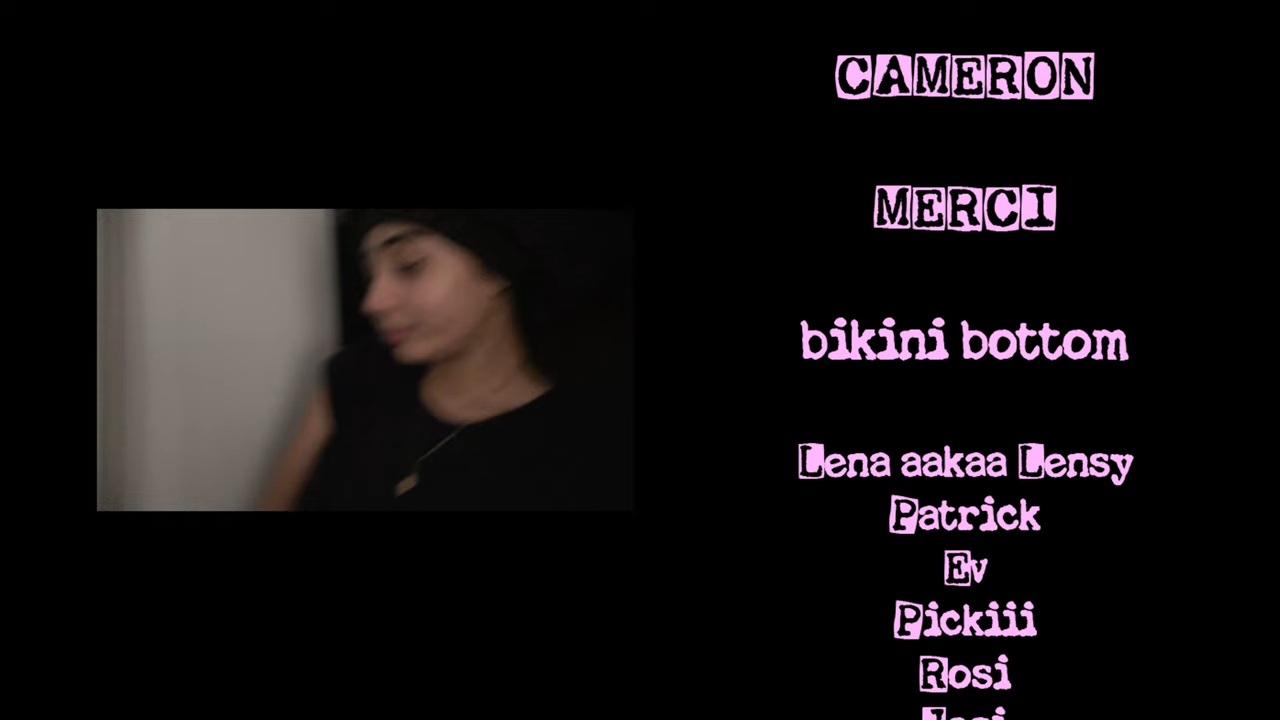 CAMERON
MERCI
bikini bottom
Lena aakaa Lensy
Patrick
Ev
Pickiii
Rosi